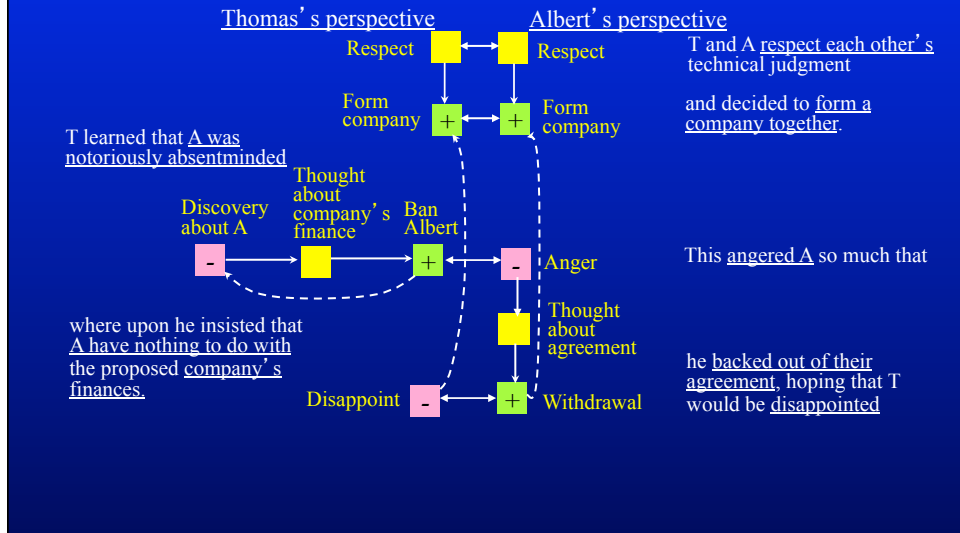 Thomas's perspective
Albert's perspective
Respect
Respect
T and A respect each other's
technical judgment
Form
company
+
+
Form
company
and decided to form a
company together.
T learned that A was
notoriously absentminded
Discovery
about A
Thought
about
company's
finance
Ban
Albert
-
+
-
Anger
This angered A so much that
Thought
about
agreement
where upon he insisted that
A have nothing to do with
the proposed company's
finances.
Disappoint
-
+
Withdrawal
he backed out of their
agreement, hoping that T
would be disappointed